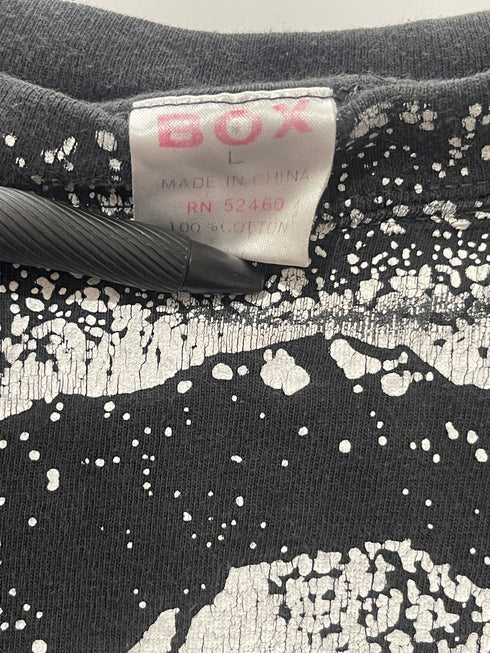 BOX
L
MADE IN CHINA
RN 52460
100 % COTTON